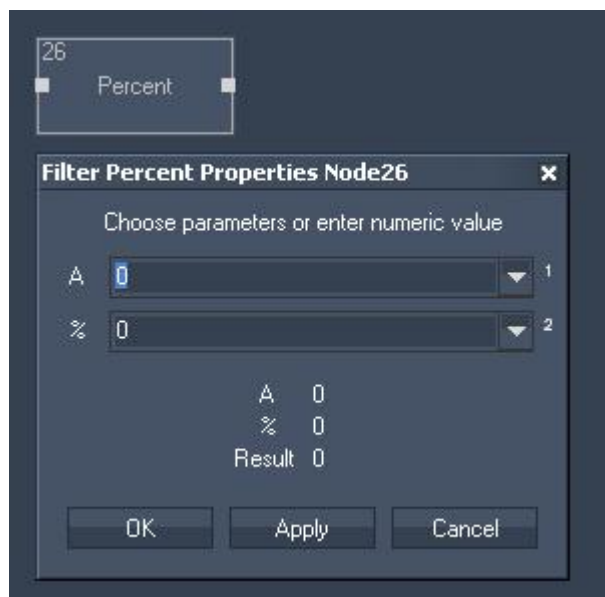 26
Percent
Filter Percent Properties Node26
Choose parameters or enter numeric value
A 0 1
% 0 2
A 0
% 0
Result 0
OK Apply Cancel